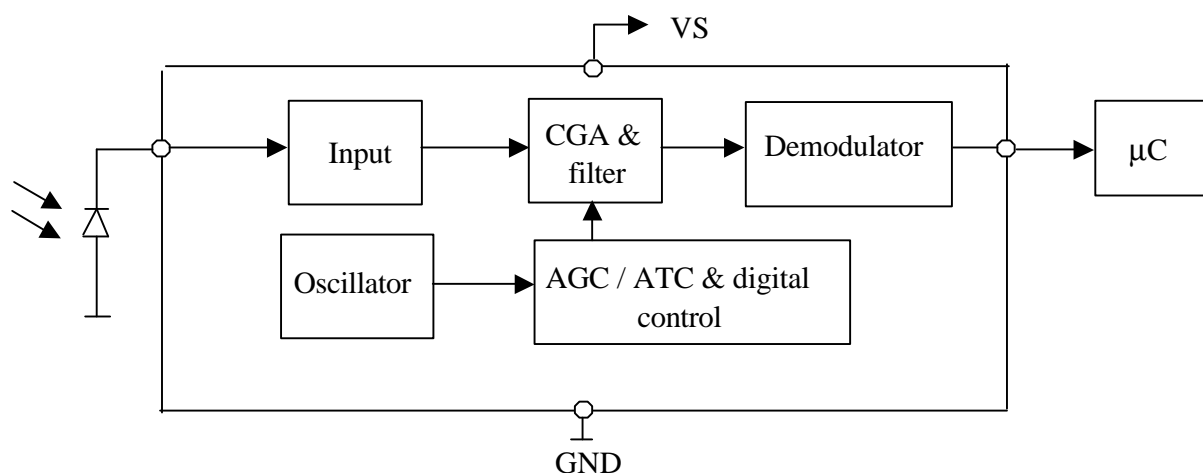 VS
Input
CGA &
filter
Demodulator
µC
Oscillator
AGC / ATC & digital
control
GND